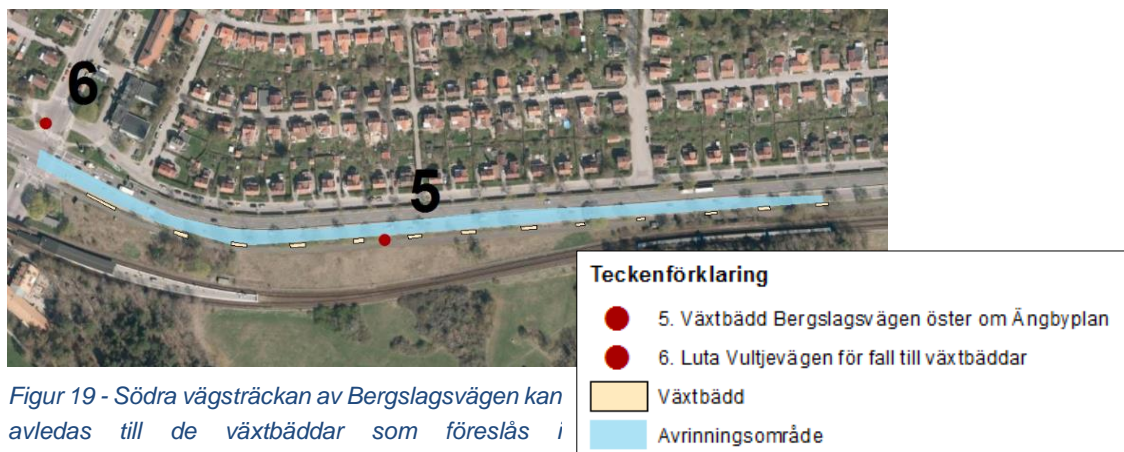 6
5
Teckenförklaring
5. Växtbädd Bergslagsvägen öster om Ängbyplan
6. Luta Vultjevägen för fall till växtbäddar
Växtbädd
Avrinningsområde
Figur 19 - Södra vägsträckan av Bergslagsvägen kan
avledas till de växtbäddar som föreslås i